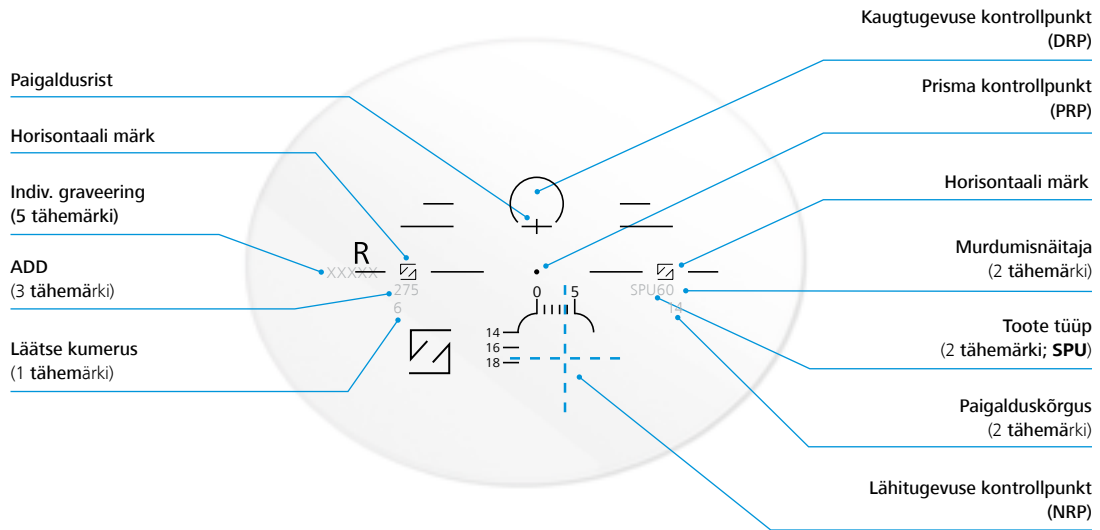 Kaugtugevuse kontrollpunkt
(DRP)
Paigaldusrist
Prisma kontrollpunkt
(PRP)
Horisontaali märk
Horisontaali märk
Indiv. graveering
(5 tähemärki)
Murdumisnäitaja
(2 tähemärki)
ADD
(3 tähemärki)
Toote tüüp
(2 tähemärki; SPU)
Läätse kumerus
(1 tähemärki)
Paigalduskõrgus
(2 tähemärki)
Lähitugevuse kontrollpunkt
(NRP)
R
XXXXX
275
6
0 5
SPU60
14
14
16
18